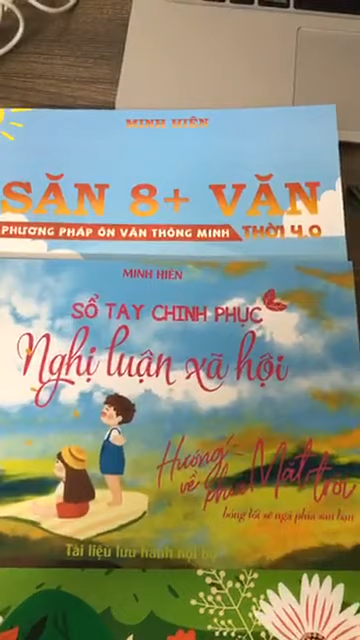 MINH HIÊN
SĂN 8+ VĂN
PHƯƠNG PHÁP ÔN VĂN THÔNG MINH THỜI 4.0
MINH HIÊN
SỔ TAY CHINH PHỤC
Nghị luận xã hội
Hướng về phía Mặt trời
bóng tối sẽ ngả phía sau bạn
Tài liệu lưu hành nội bộ